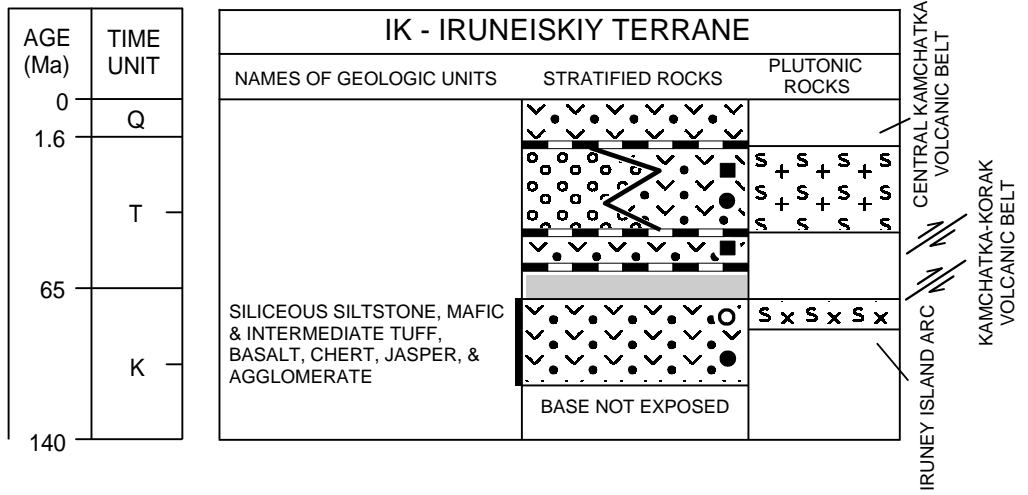 IK - IRUNEISKIY TERRANE
AGE
(Ma)
TIME
UNIT
NAMES OF GEOLOGIC UNITS
STRATIFIED ROCKS
PLUTONIC
ROCKS
0
Q
1.6
T
65
K
140
SILICEOUS SILTSTONE, MAFIC
& INTERMEDIATE TUFF,
BASALT, CHERT, JASPER, &
AGGLOMERATE
BASE NOT EXPOSED
S + S + S + S
S + S + S + S
S S S S
S x S x S x
CENTRAL KAMCHATKA
VOLCANIC BELT
KAMCHATKA-KORAK
VOLCANIC BELT
IRUNEY ISLAND ARC